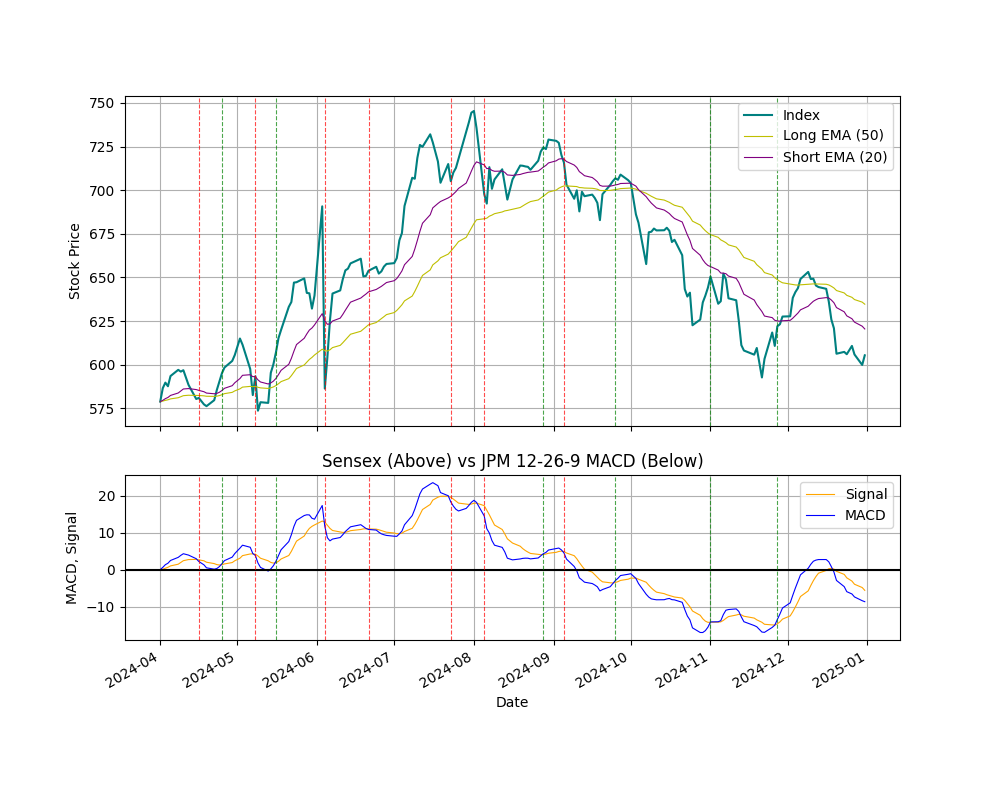 750
725
700
675
650
625
600
575
Stock Price
Index
Long EMA (50)
Short EMA (20)
Sensex (Above) vs JPM 12-26-9 MACD (Below)
20
10
0
−10
MACD, Signal
Signal
MACD
2024-04
2024-05
2024-06
2024-07
2024-08
2024-09
2024-10
2024-11
2024-12
2025-01
Date